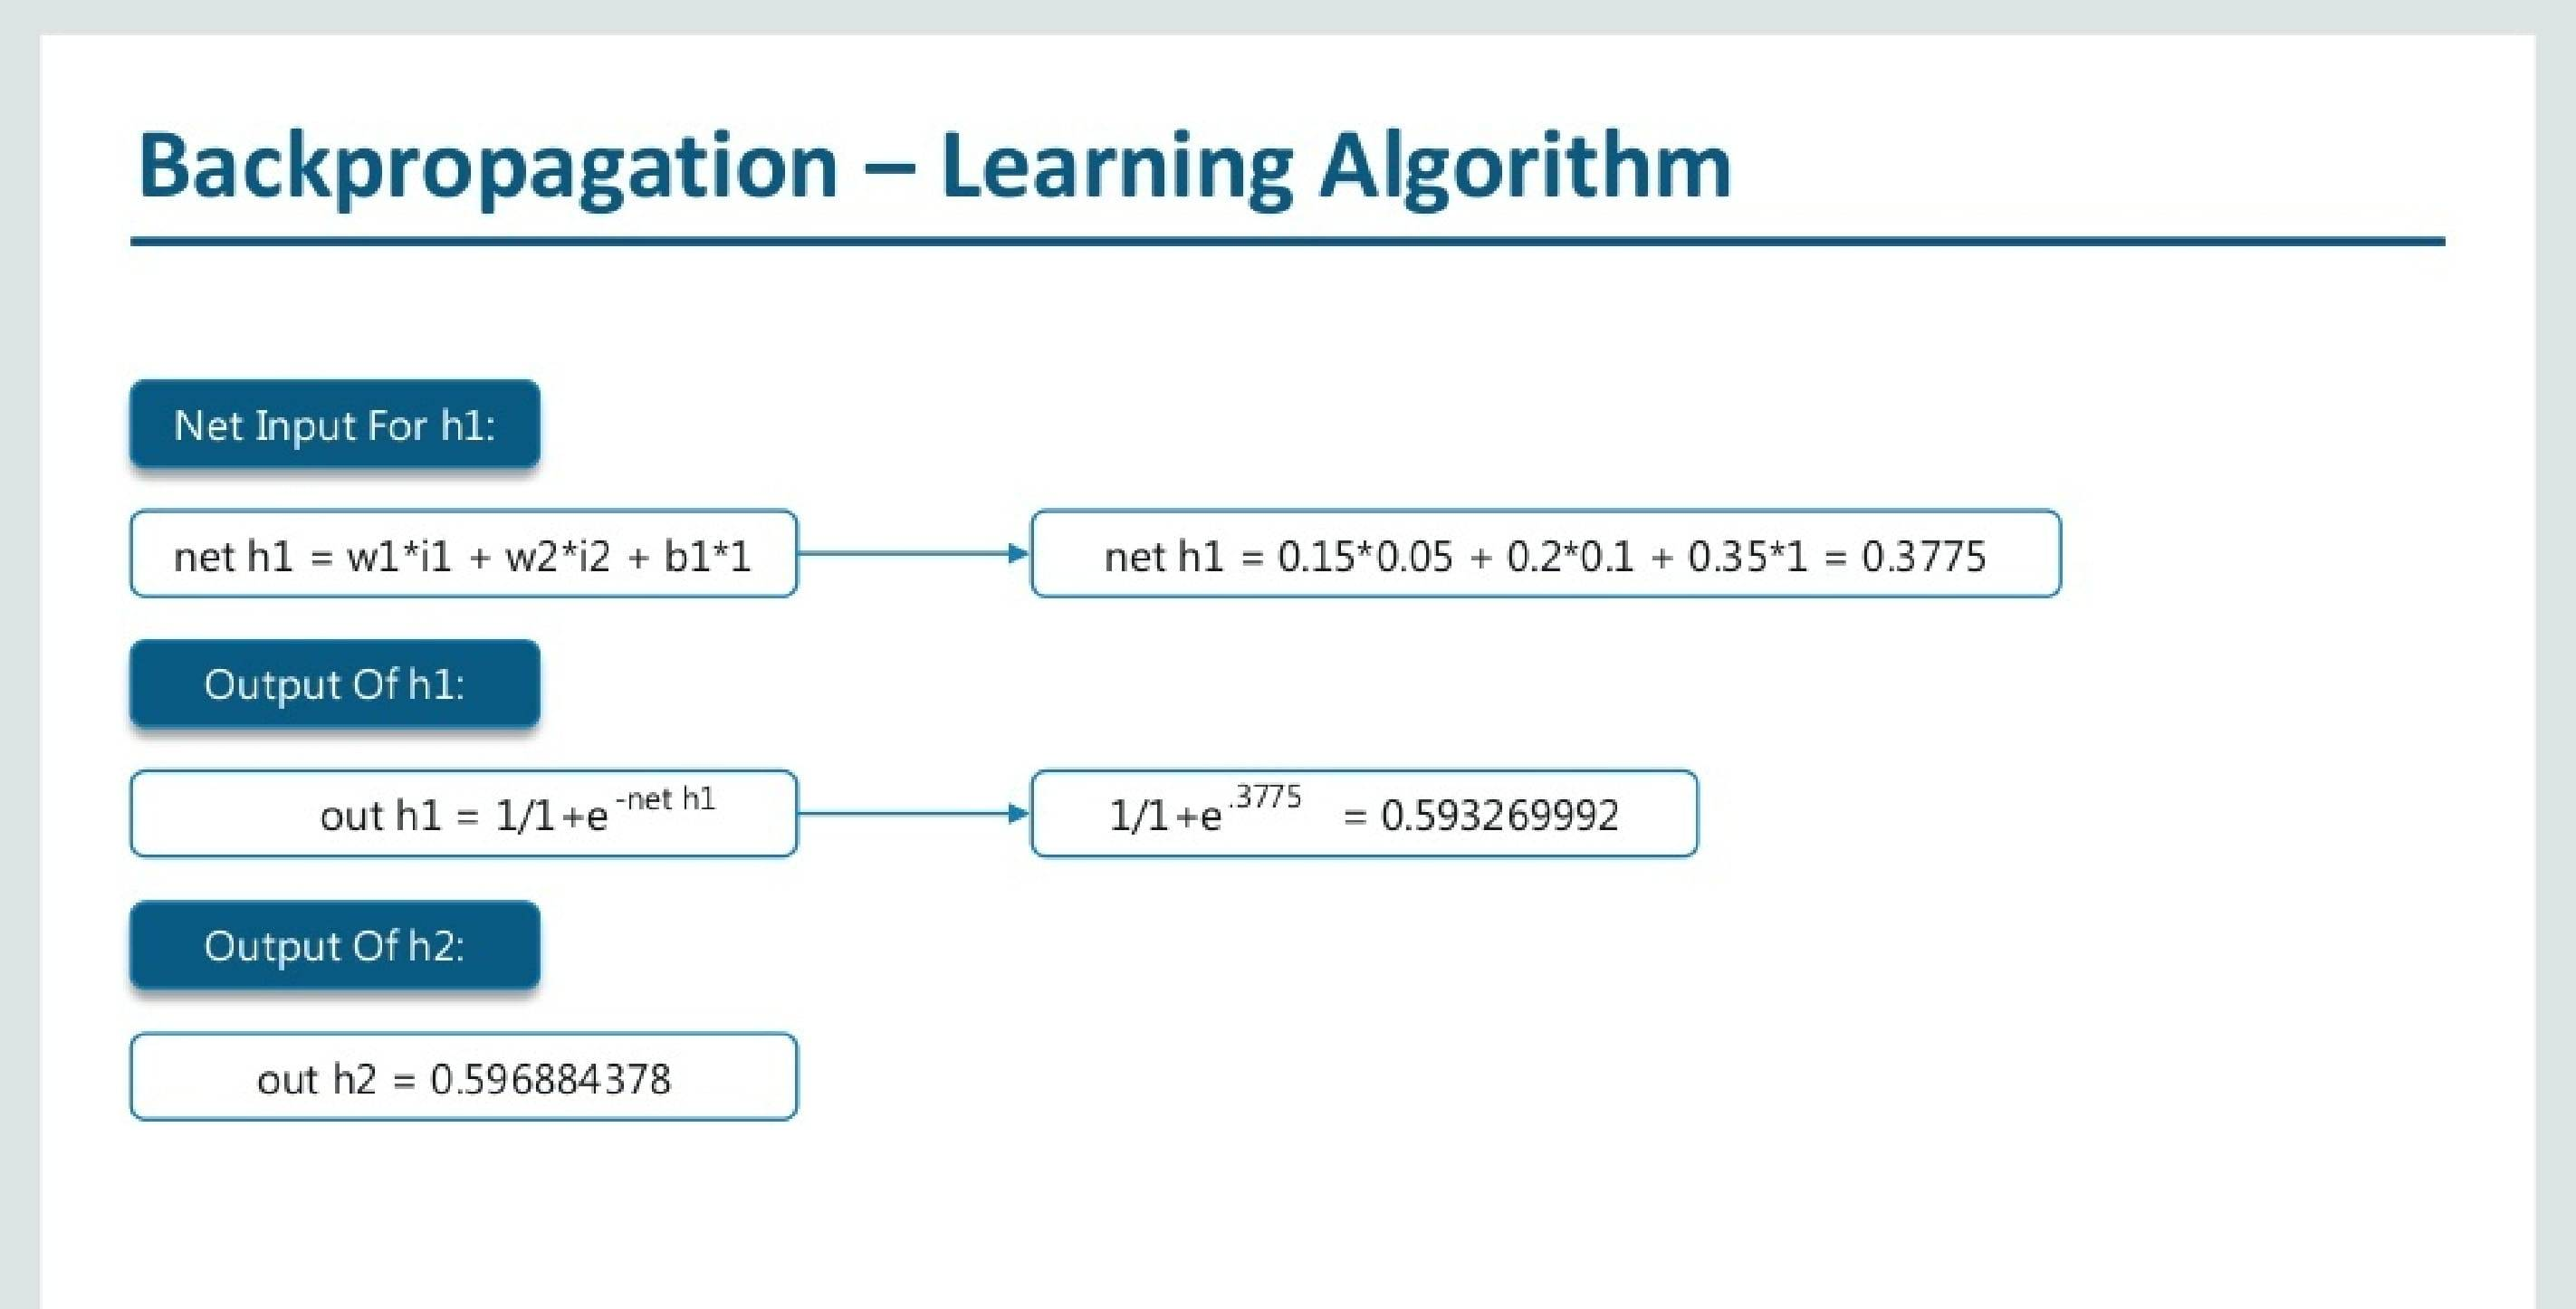 Backpropagation – Learning Algorithm
Net Input For h1:
net h1 = w1*i1 + w2*i2 + b1*1
net h1 = 0.15*0.05 + 0.2*0.1 + 0.35*1 = 0.3775
Output Of h1:
out h1 = 1/1+e^-net h1
1/1+e^.3775 = 0.593269992
Output Of h2:
out h2 = 0.596884378